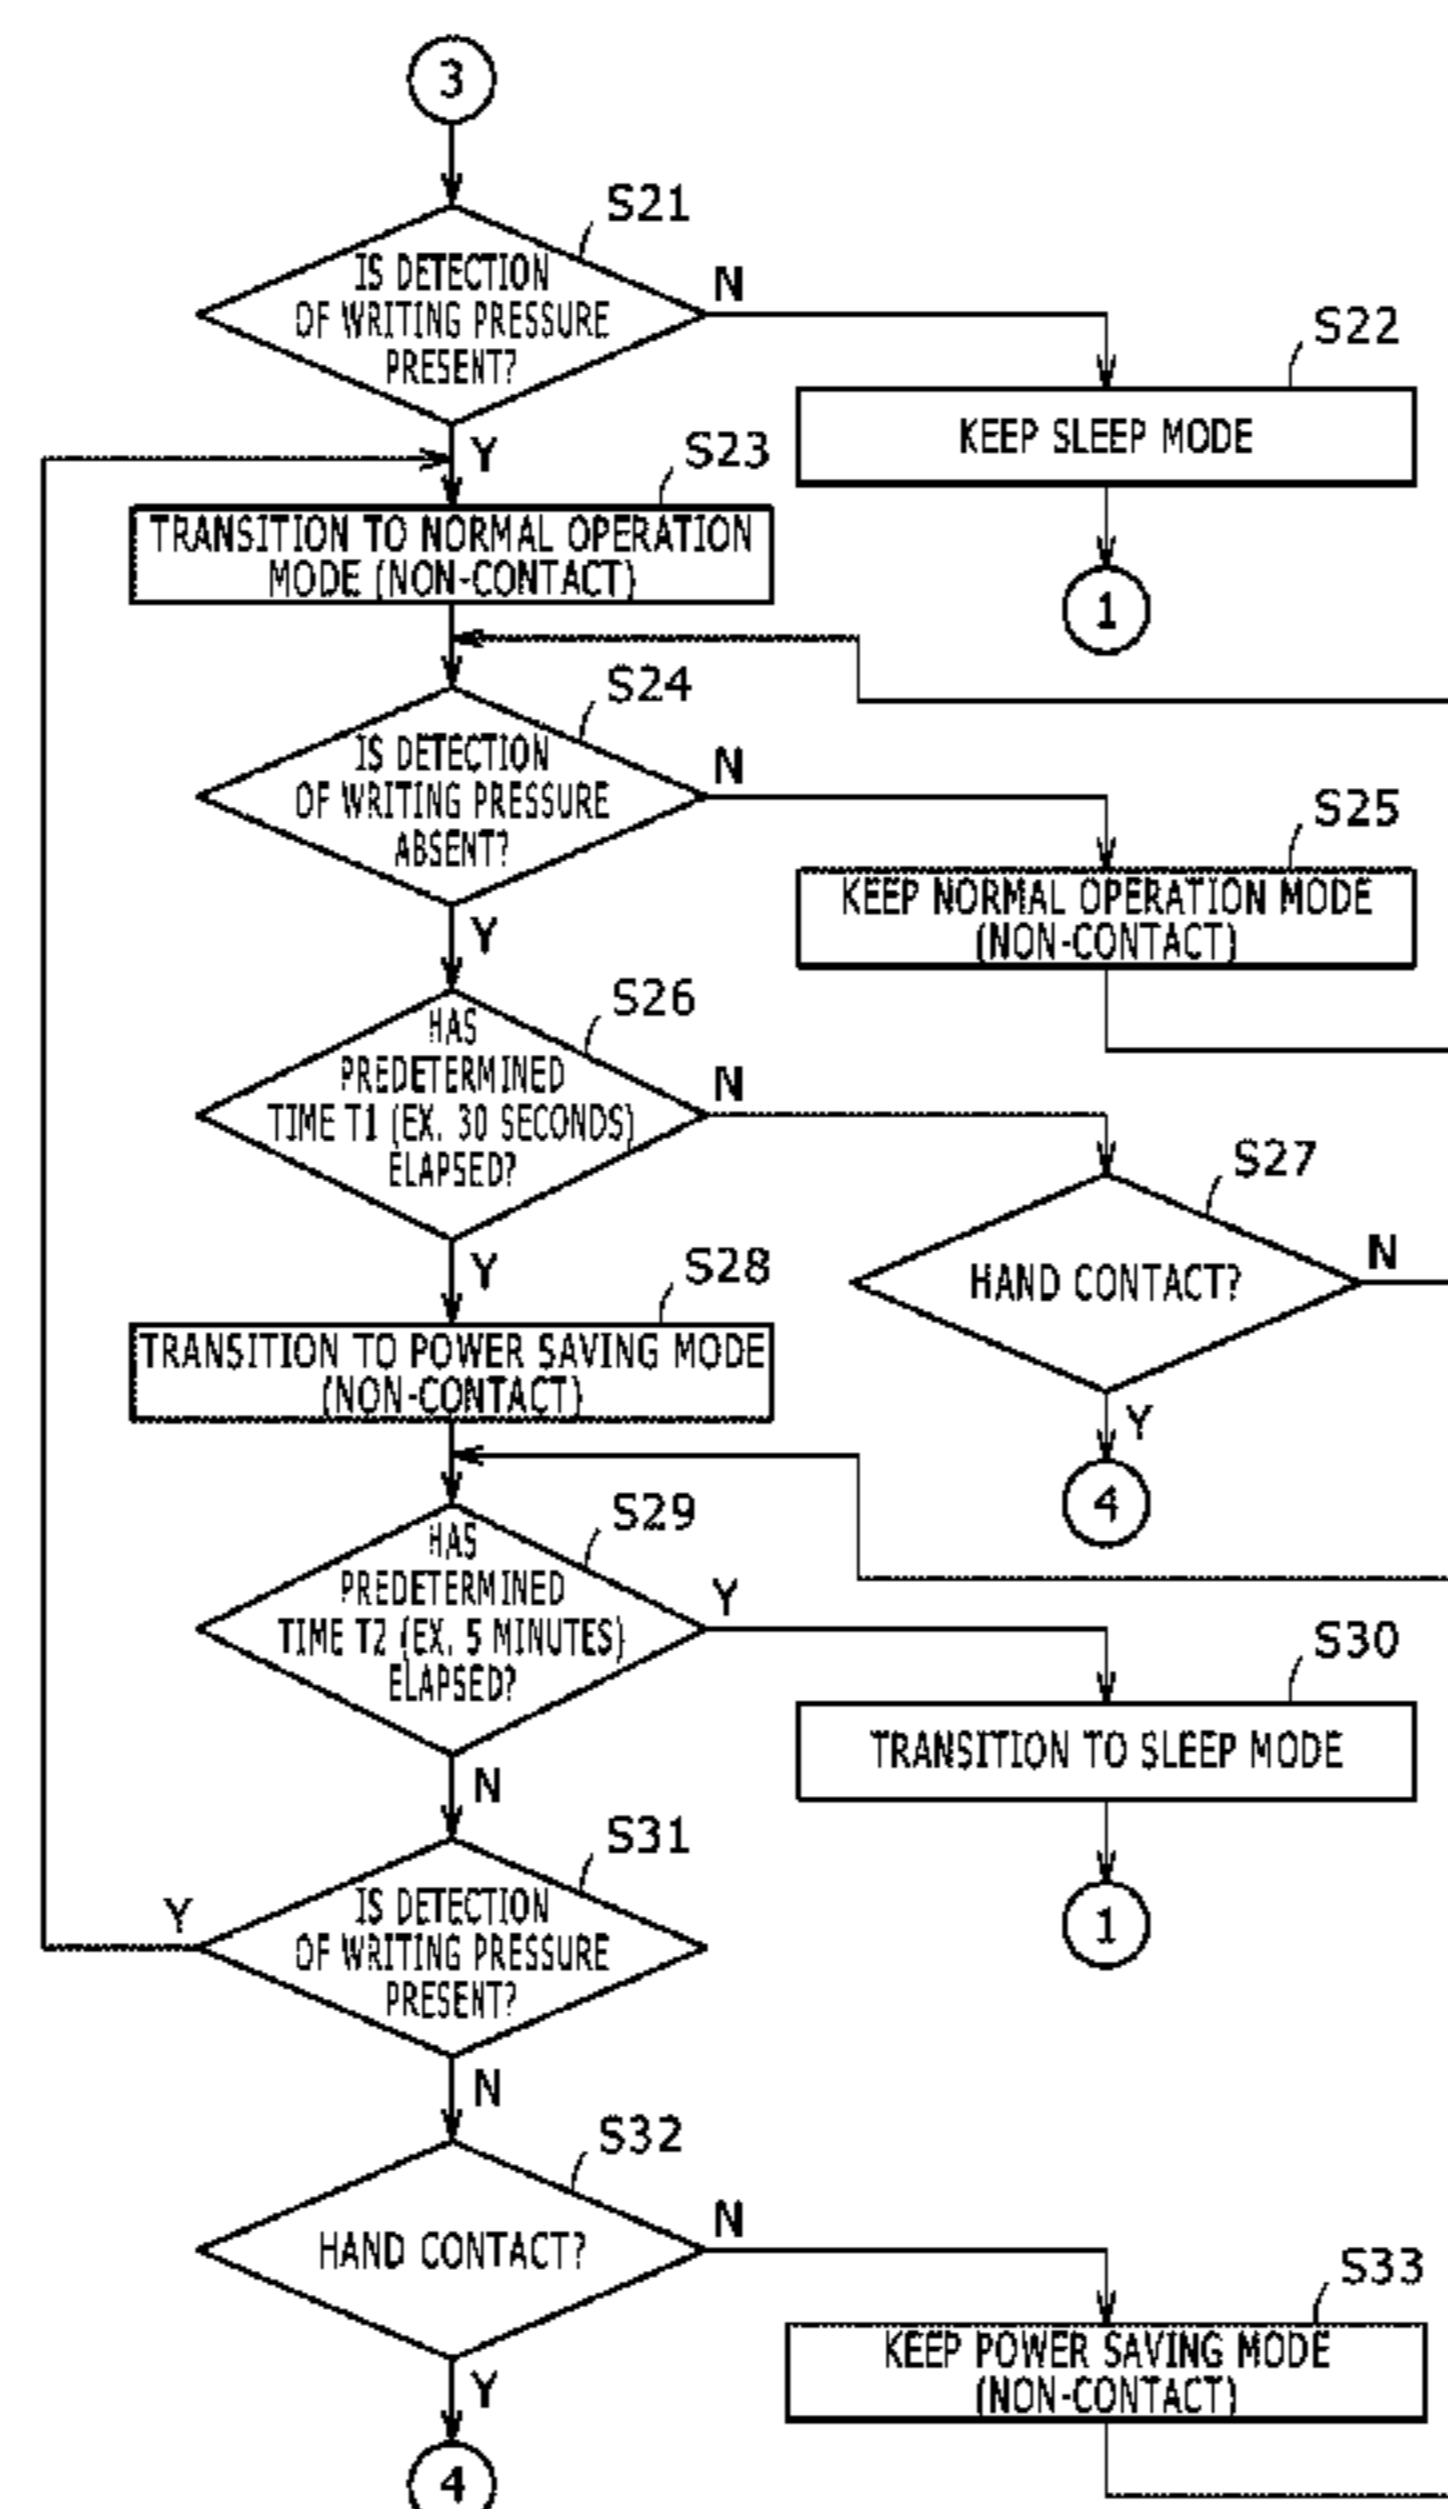 3
S21
IS DETECTION
OF WRITING PRESSURE
PRESENT?
N
Y
S22
KEEP SLEEP MODE
1
S23
TRANSITION TO NORMAL OPERATION
MODE (NON-CONTACT)
S24
IS DETECTION
OF WRITING PRESSURE
ABSENT?
N
Y
S25
KEEP NORMAL OPERATION MODE
(NON-CONTACT)
S26
HAS
PREDETERMINED
TIME T1 (EX. 30 SECONDS)
ELAPSED?
N
Y
S27
HAND CONTACT?
N
Y
4
S28
TRANSITION TO POWER SAVING MODE
(NON-CONTACT)
S29
HAS
PREDETERMINED
TIME T2 (EX. 5 MINUTES)
ELAPSED?
Y
N
S30
TRANSITION TO SLEEP MODE
1
S31
IS DETECTION
OF WRITING PRESSURE
PRESENT?
Y
N
S32
HAND CONTACT?
N
Y
S33
KEEP POWER SAVING MODE
(NON-CONTACT)
4